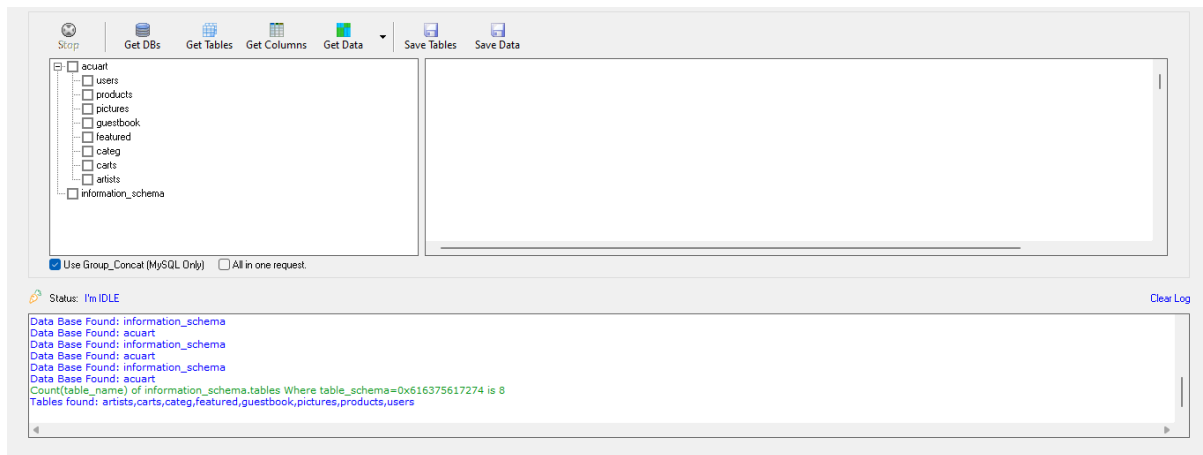 Stop Get DBs Get Tables Get Columns Get Data Save Tables Save Data
acuart
users
products
pictures
guestbook
featured
categ
carts
artists
information_schema
Use Group_Concat (MySQL Only) All in one request.
Status: I'm IDLE Clear Log
Data Base Found: information_schema
Data Base Found: acuart
Data Base Found: information_schema
Data Base Found: acuart
Data Base Found: information_schema
Data Base Found: acuart
Count(table_name) of information_schema.tables Where table_schema=0x616375617274 is 8
Tables found: artists,carts,categ,featured,guestbook,pictures,products,users